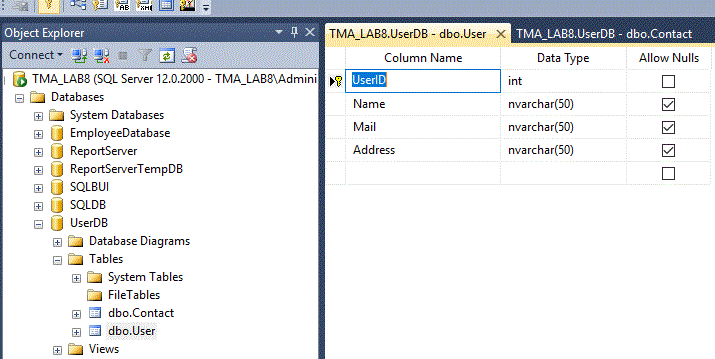 Object Explorer
Connect
TMA_LAB8 (SQL Server 12.0.2000 - TMA_LAB8\Admini
Databases
System Databases
EmployeeDatabase
ReportServer
ReportServerTempDB
SQLBUI
SQLDB
UserDB
Database Diagrams
Tables
System Tables
FileTables
dbo.Contact
dbo.User
Views
TMA_LAB8.UserDB - dbo.User
TMA_LAB8.UserDB - dbo.Contact
Column Name Data Type Allow Nulls
UserID int
Name nvarchar(50)
Mail nvarchar(50)
Address nvarchar(50)